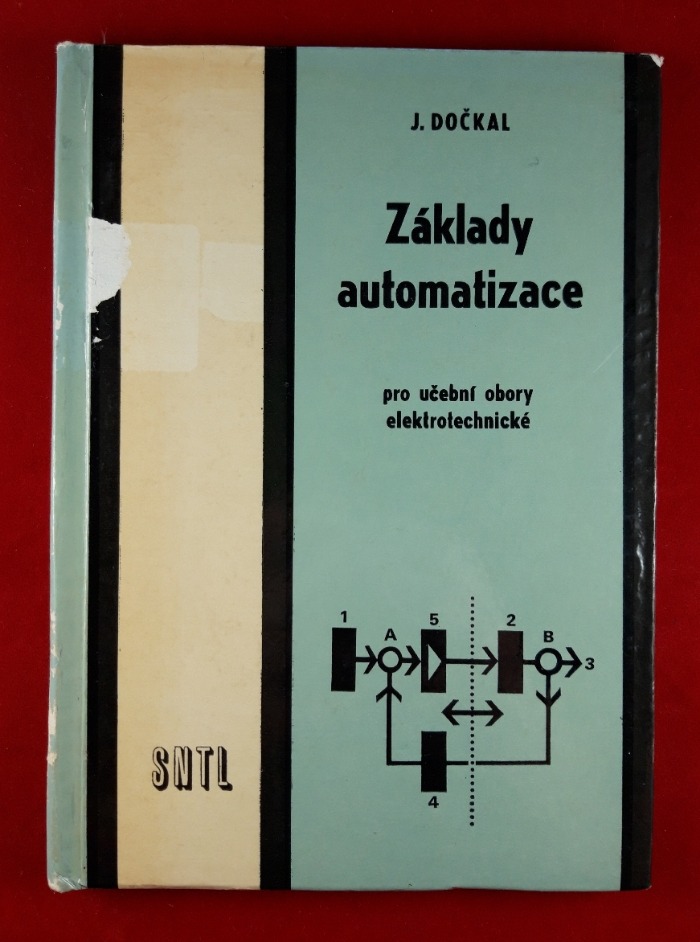 J. DOČKAL
Základy
automatizace
pro učební obory
elektrotechnické
1
A
5
2
B
3
4
SNTL